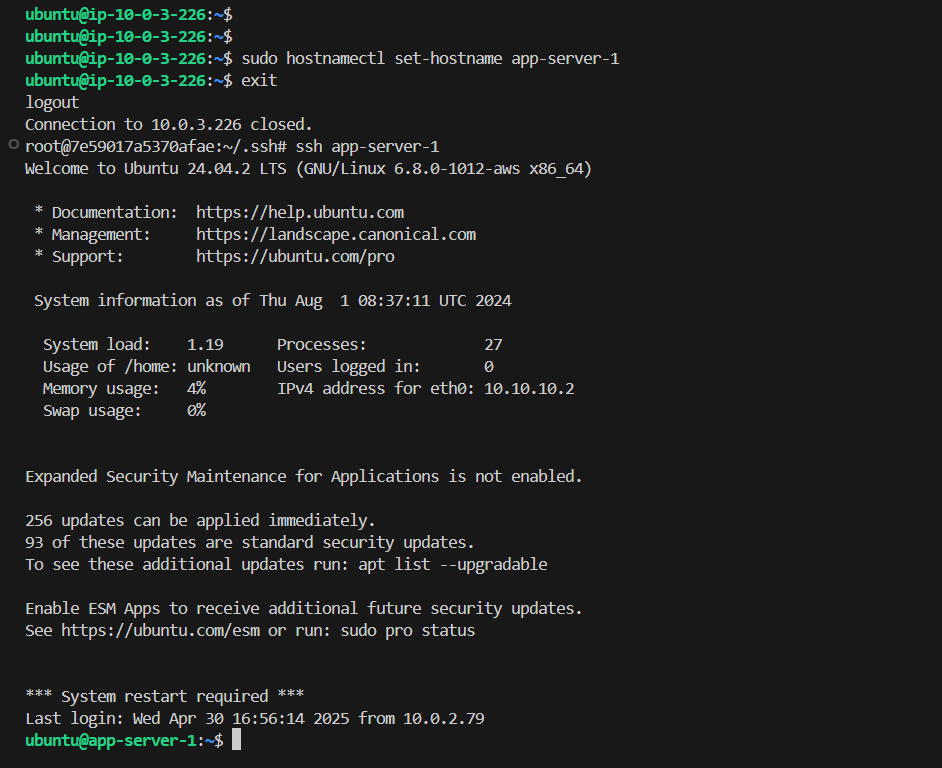 ubuntu@ip-10-0-3-226:~$
ubuntu@ip-10-0-3-226:~$
ubuntu@ip-10-0-3-226:~$ sudo hostnamectl set-hostname app-server-1
ubuntu@ip-10-0-3-226:~$ exit
logout
Connection to 10.0.3.226 closed.
root@7e59017a5370afae:~/.ssh# ssh app-server-1
Welcome to Ubuntu 24.04.2 LTS (GNU/Linux 6.8.0-1012-aws x86_64)
* Documentation:  https://help.ubuntu.com
* Management:     https://landscape.canonical.com
* Support:        https://ubuntu.com/pro
System information as of Thu Aug  1 08:37:11 UTC 2024
System load:    1.19      Processes:             27
Usage of /home: unknown   Users logged in:       0
Memory usage:   4%        IPv4 address for eth0: 10.10.10.2
Swap usage:     0%
Expanded Security Maintenance for Applications is not enabled.
256 updates can be applied immediately.
93 of these updates are standard security updates.
To see these additional updates run: apt list --upgradable
Enable ESM Apps to receive additional future security updates.
See https://ubuntu.com/esm or run: sudo pro status
*** System restart required ***
Last login: Wed Apr 30 16:56:14 2025 from 10.0.2.79
ubuntu@app-server-1:~$